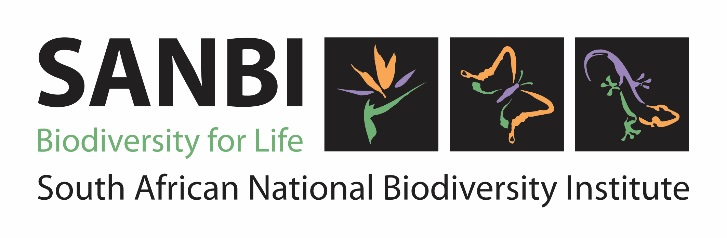 SANBI
Biodiversity for Life
South African National Biodiversity Institute